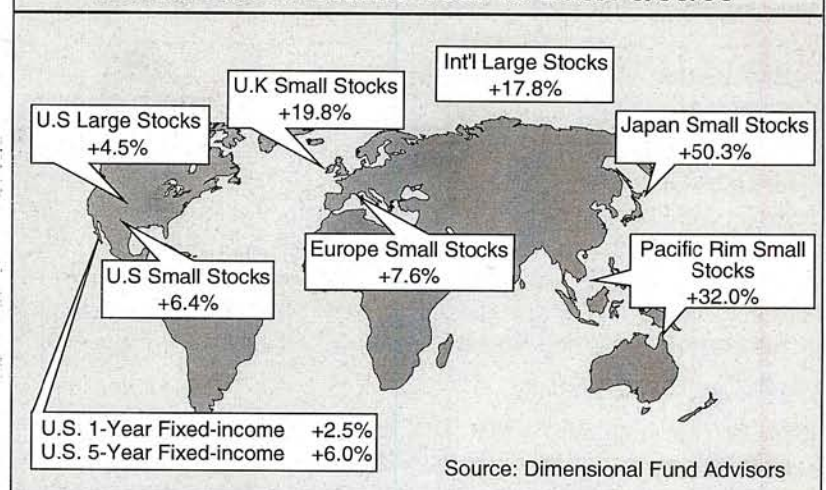 Int'l Large Stocks
+17.8%
U.K Small Stocks
+19.8%
U.S Large Stocks
+4.5%
Japan Small Stocks
+50.3%
Europe Small Stocks
+7.6%
Pacific Rim Small
Stocks
+32.0%
U.S Small Stocks
+6.4%
U.S. 1-Year Fixed-income +2.5%
U.S. 5-Year Fixed-income +6.0%
Source: Dimensional Fund Advisors